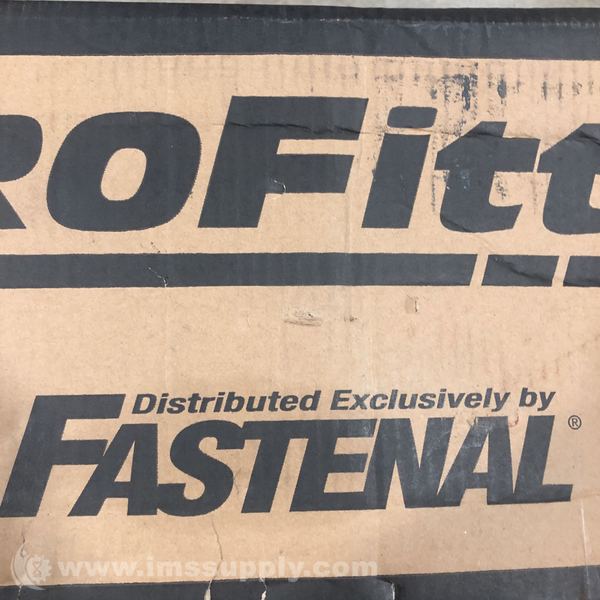 RoFitt
Distributed Exclusively by
FASTENAL®
www.imssupply.com